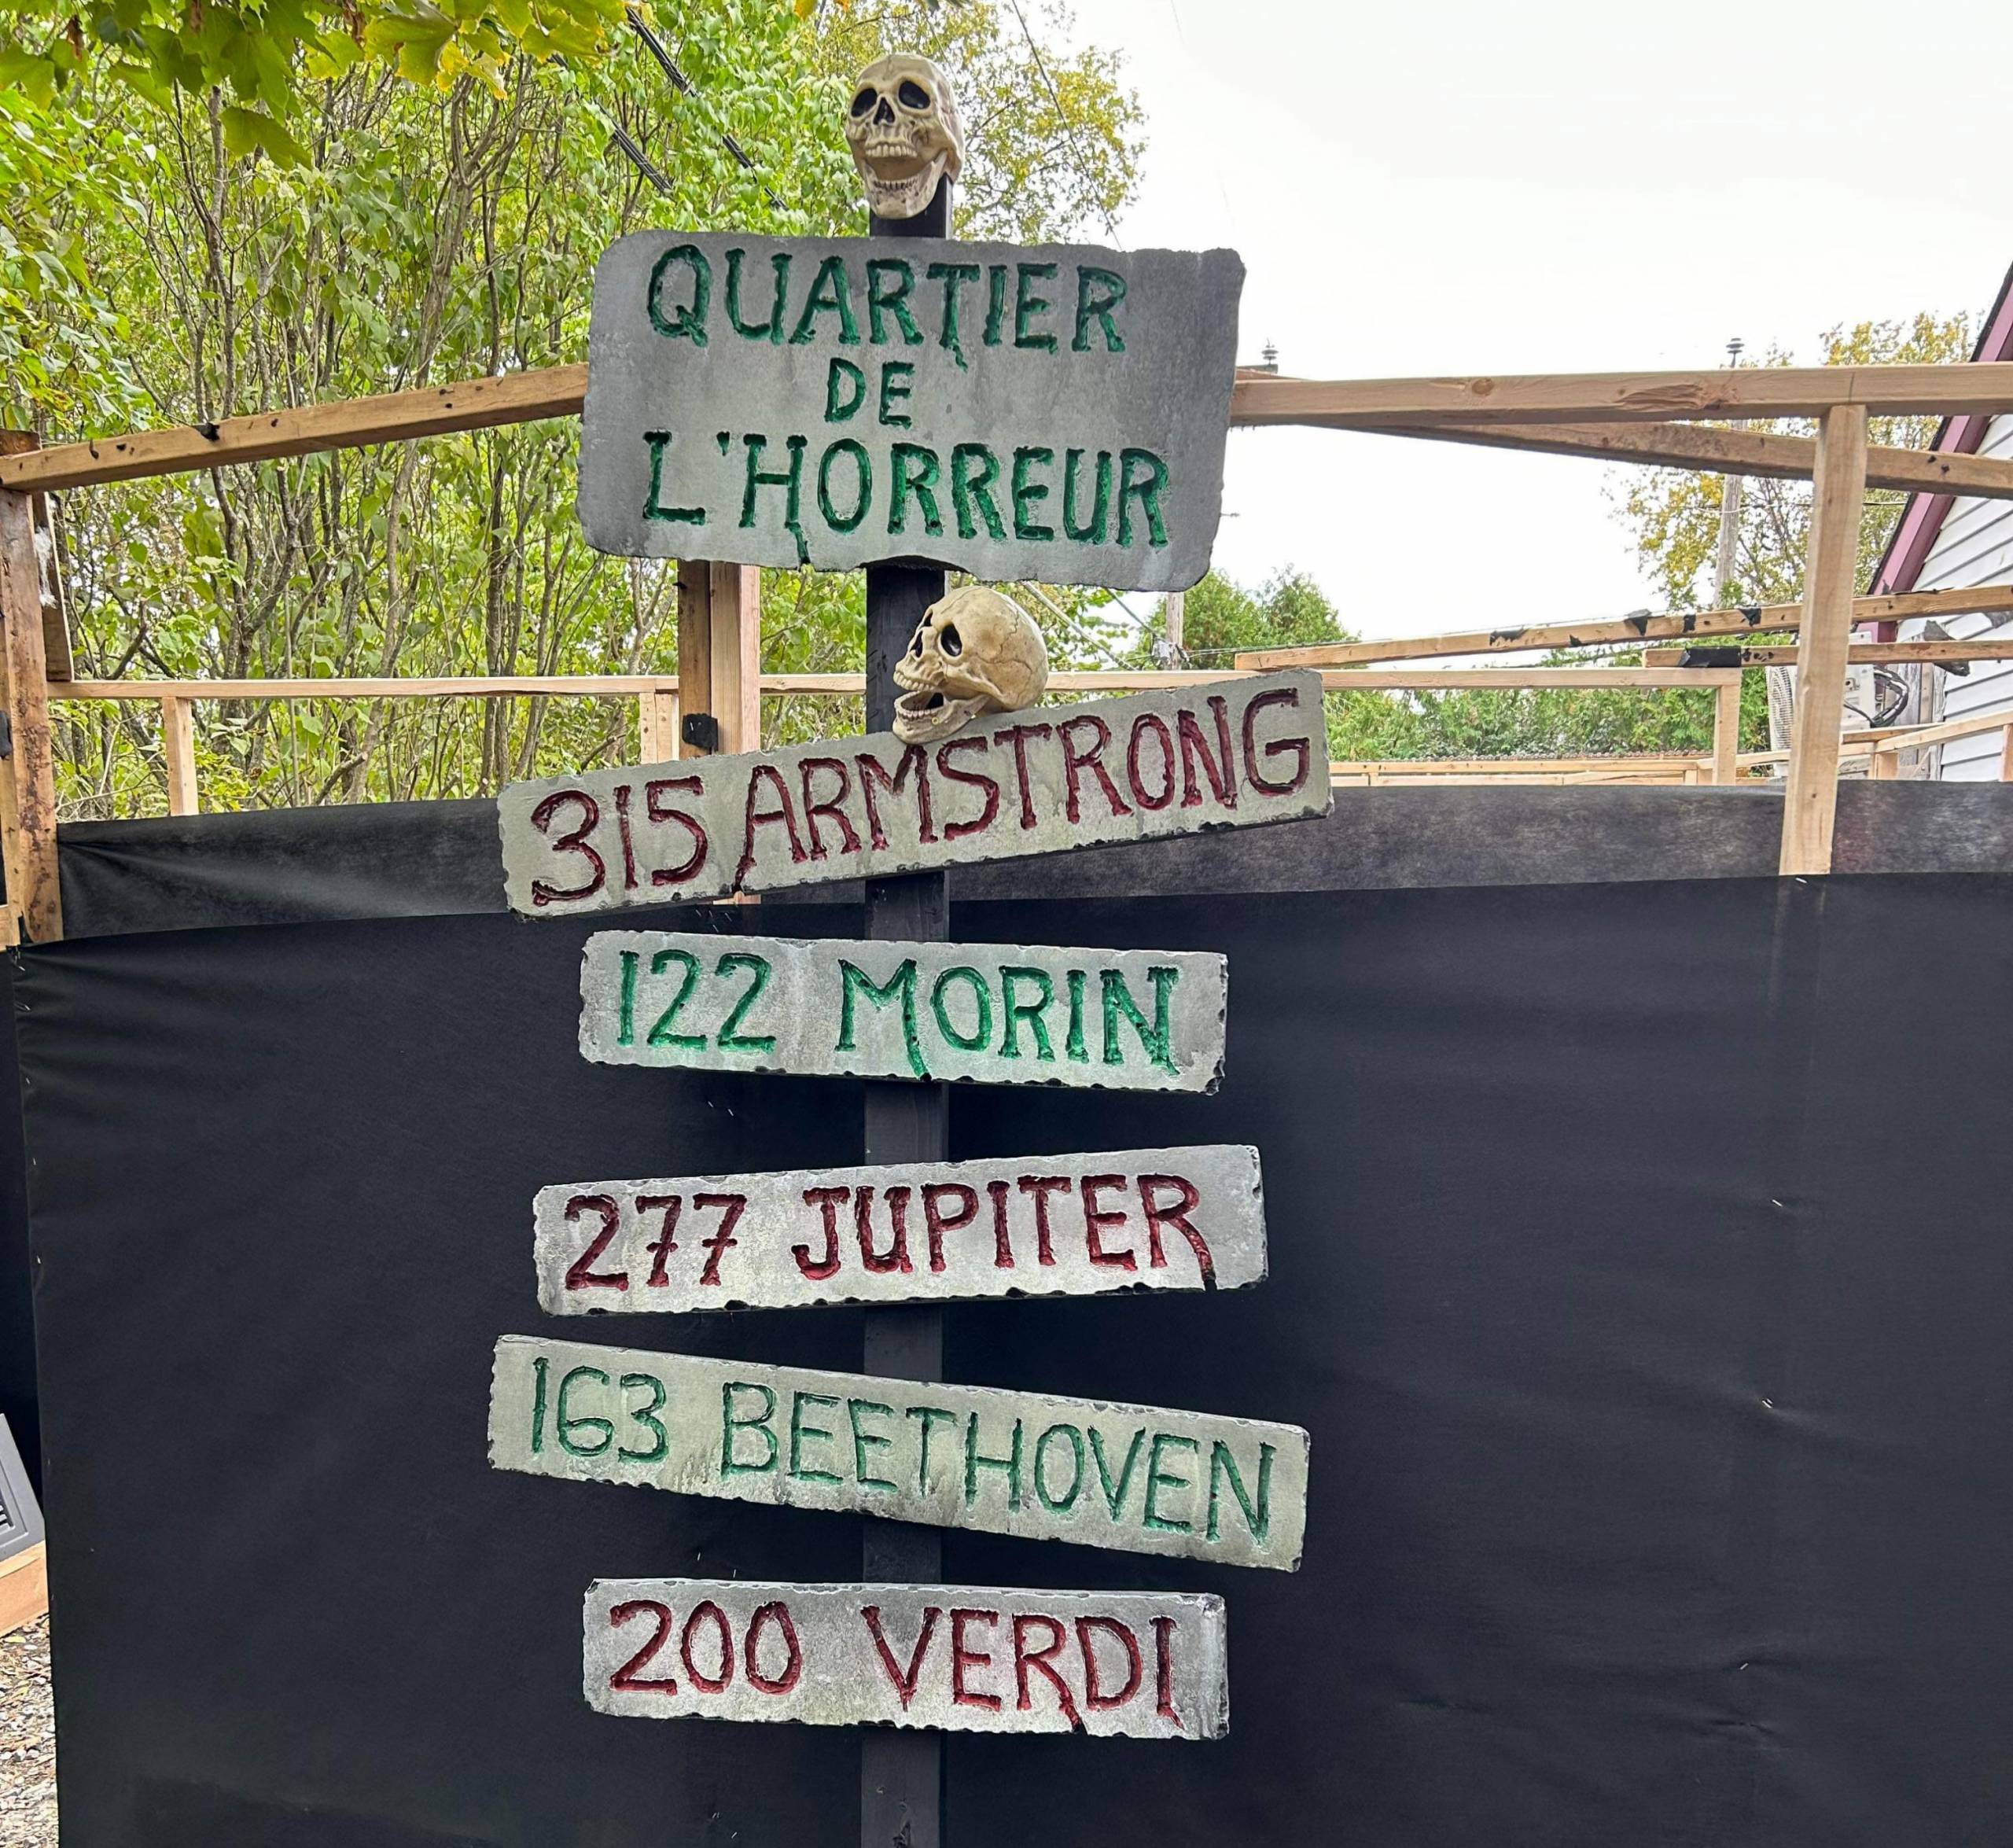 QUARTIER
DE
L'HORREUR
315 ARMSTRONG
122 MORIN
277 JUPITER
163 BEETHOVEN
200 VERDI